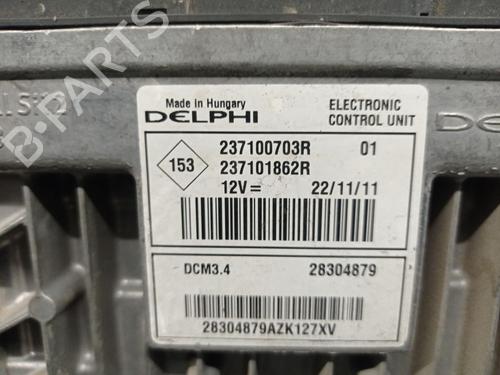 B-PARTS
Made in Hungary
DELPHI
ELECTRONIC
CONTROL UNIT
153
237100703R 01
237101862R
12V= 22/11/11
DCM3.4 28304879
28304879AZK127XV